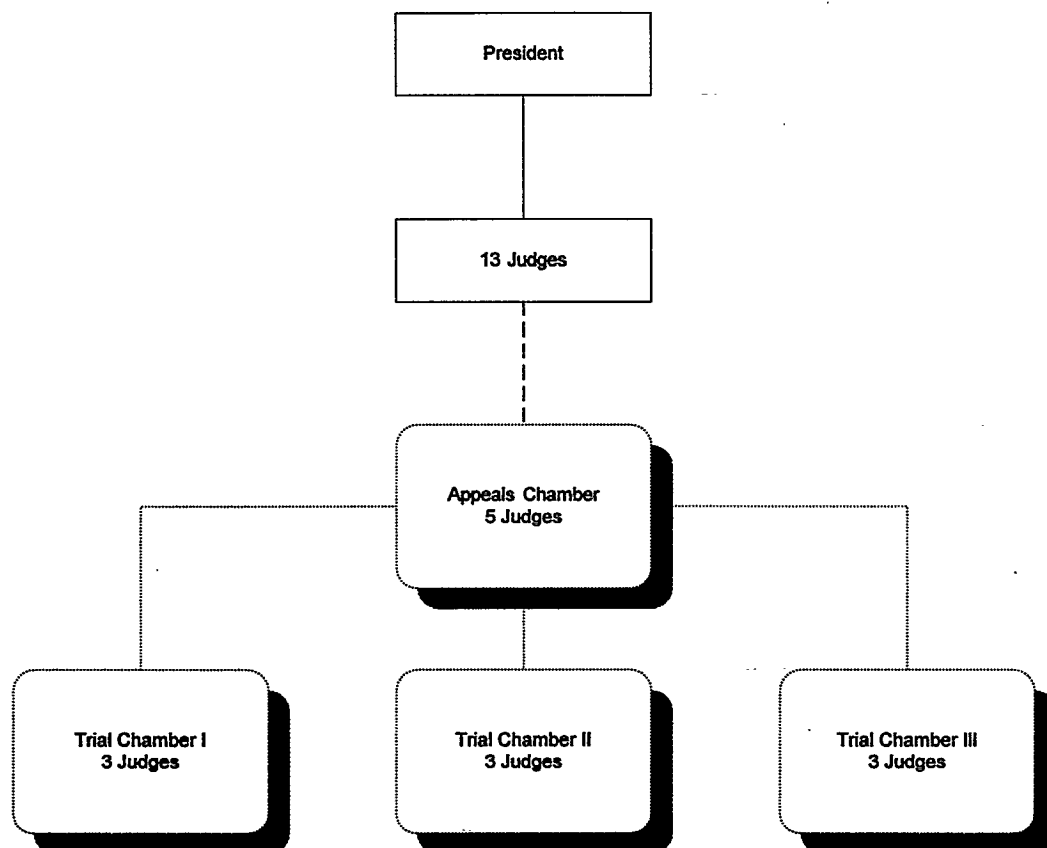 President
13 Judges
Appeals Chamber
5 Judges
Trial Chamber I
3 Judges
Trial Chamber II
3 Judges
Trial Chamber III
3 Judges